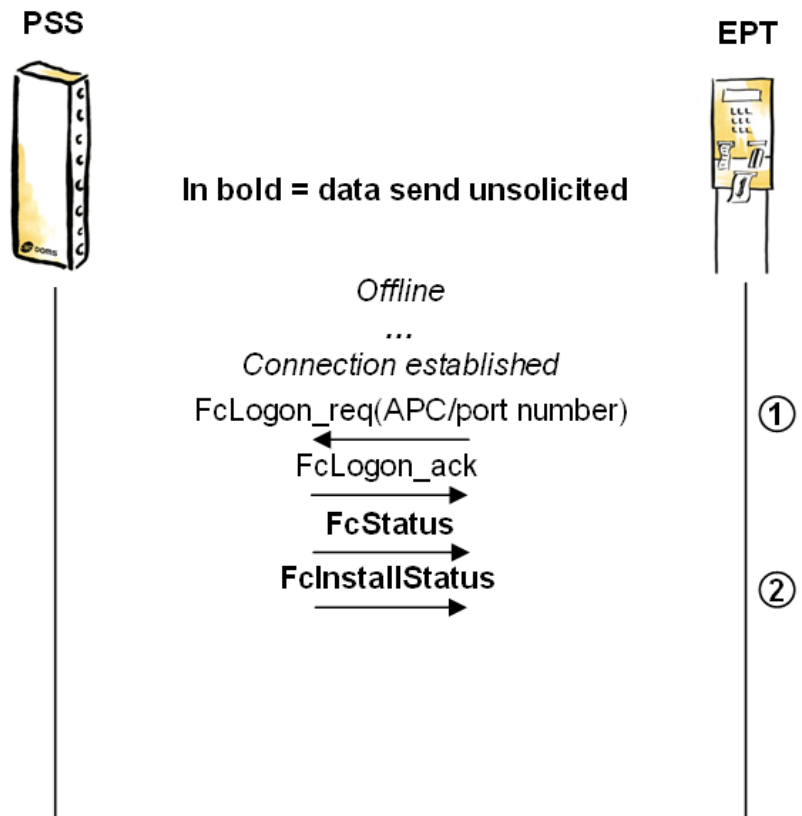 PSS
EPT
In bold = data send unsolicited
DOMS
Offline
...
Connection established
FcLogon_req(APC/port number)
①
FcLogon_ack
FcStatus
FcInstallStatus
②